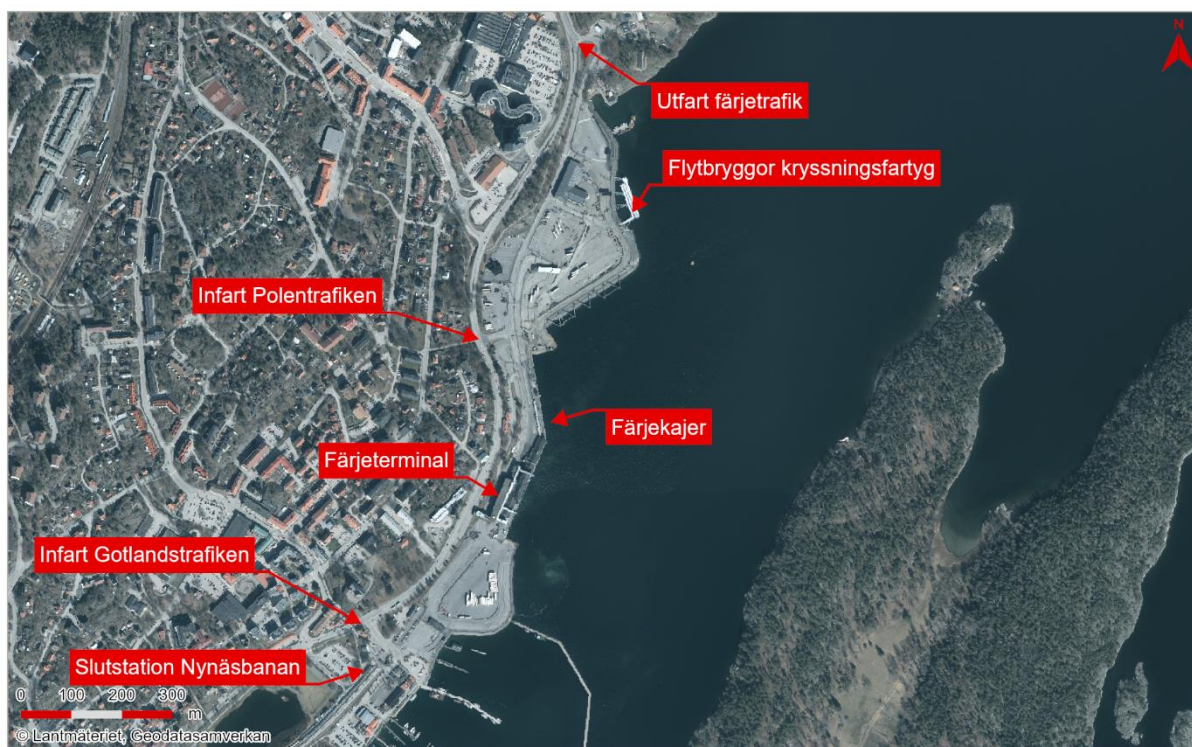 N
Utfart färjetrafik
Flytbryggor kryssningsfartyg
Infart Polentrafiken
Färjekajer
Färjeterminal
Infart Gotlandstrafiken
Slutstation Nynäsbanan
0 100 200 300
m
© Lantmäteriet, Geodatasamverkan